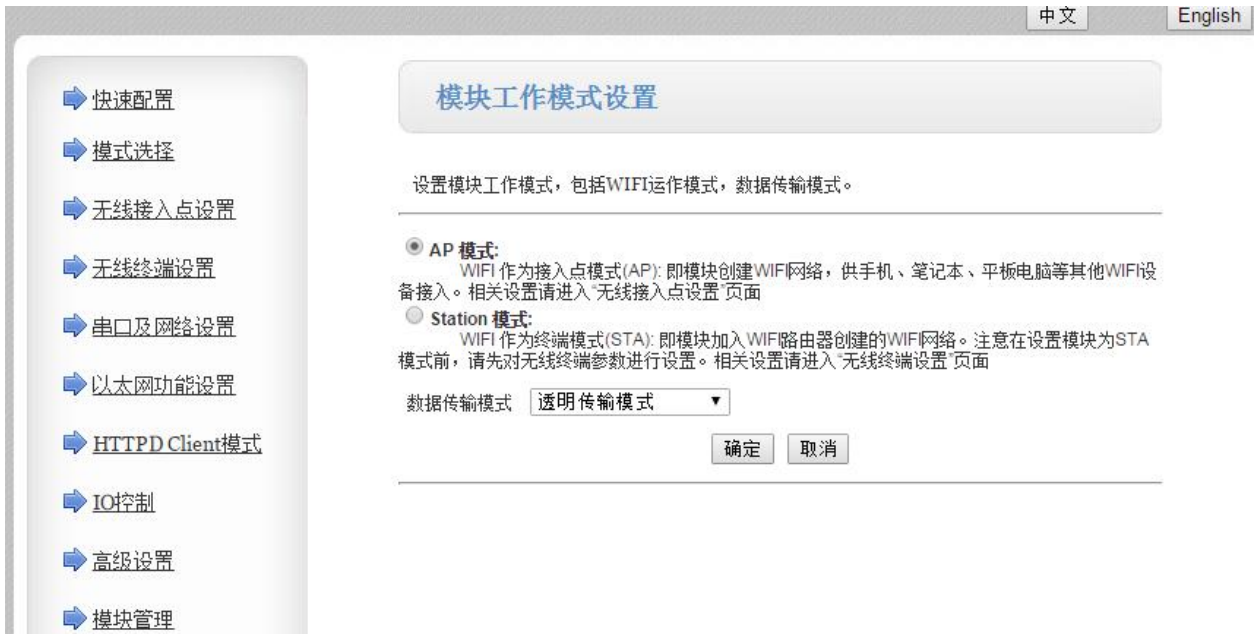 中文
English
快速配置
模式选择
无线接入点设置
无线终端设置
串口及网络设置
以太网功能设置
HTTPD Client模式
IO控制
高级设置
模块管理
模块工作模式设置
设置模块工作模式，包括WIFI运作模式，数据传输模式。
AP 模式:
WIFI 作为接入点模式(AP): 即模块创建WIFI网络，供手机、笔记本、平板电脑等其他WIFI设
备接入。相关设置请进入“无线接入点设置”页面
Station 模式:
WIFI 作为终端模式(STA): 即模块加入WIFI路由器创建的WIFI网络。注意在设置模块为STA
模式前，请先对无线终端参数进行设置。相关设置请进入“无线终端设置”页面
数据传输模式 透明传输模式
确定 取消